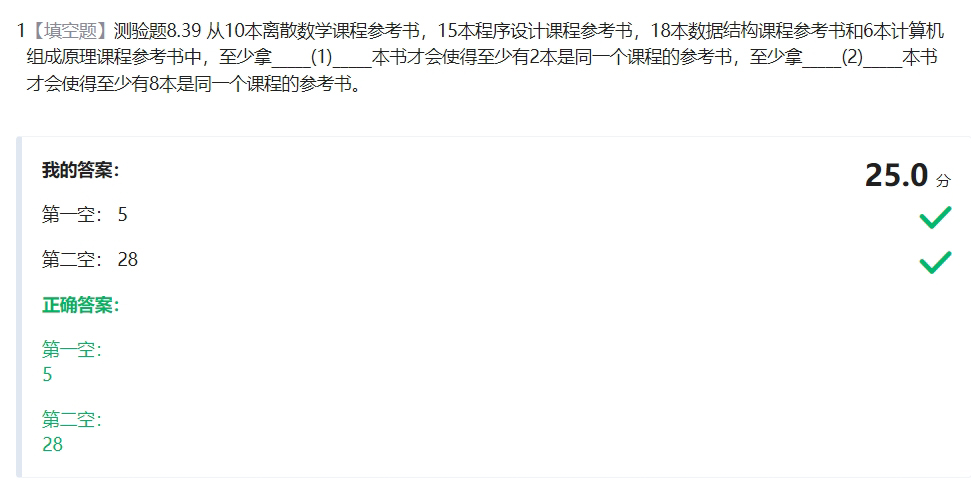 1【填空题】测验题8.39 从10本离散数学课程参考书，15本程序设计课程参考书，18本数据结构课程参考书和6本计算机
组成原理课程参考书中，至少拿_____(1)_____本书才会使得至少有2本是同一个课程的参考书，至少拿_____(2)_____本书
才会使得至少有8本是同一个课程的参考书。
我的答案：
25.0 分
第一空： 5
第二空： 28
正确答案：
第一空：
5
第二空：
28